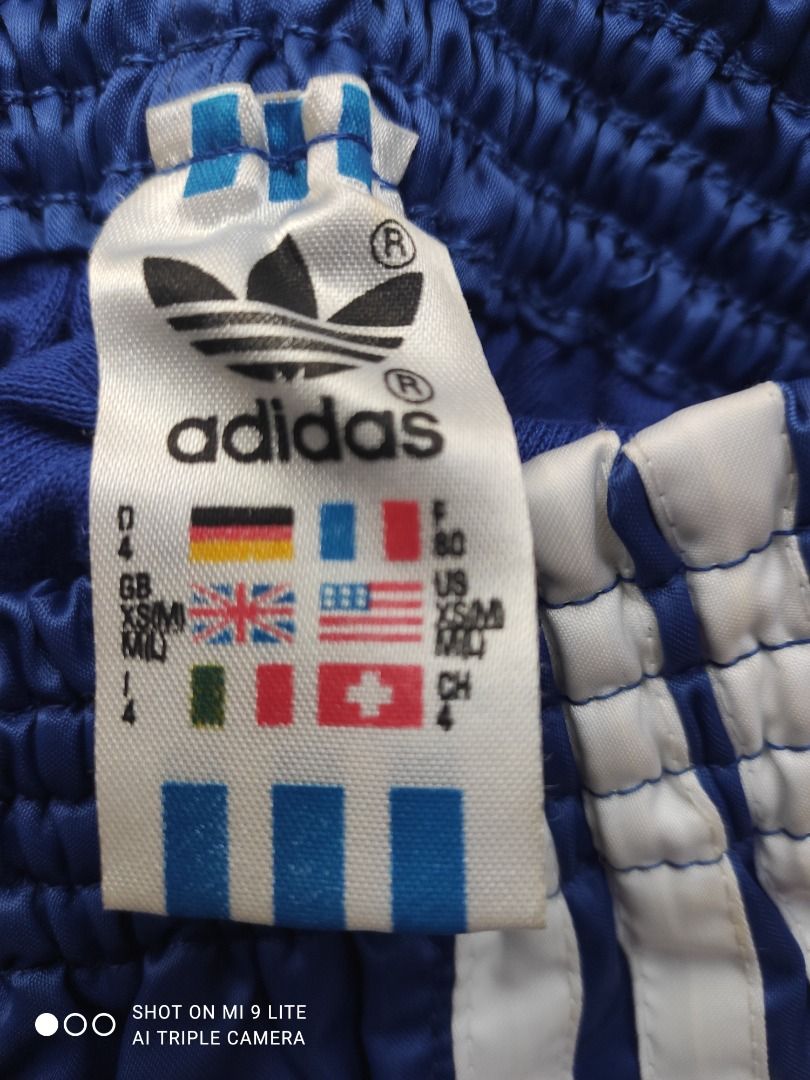 ®
®
adidas
D
4
F
80
GB
XS(M)
M(L)
US
XS(M)
M(L)
I
4
CH
4
SHOT ON MI 9 LITE
AI TRIPLE CAMERA